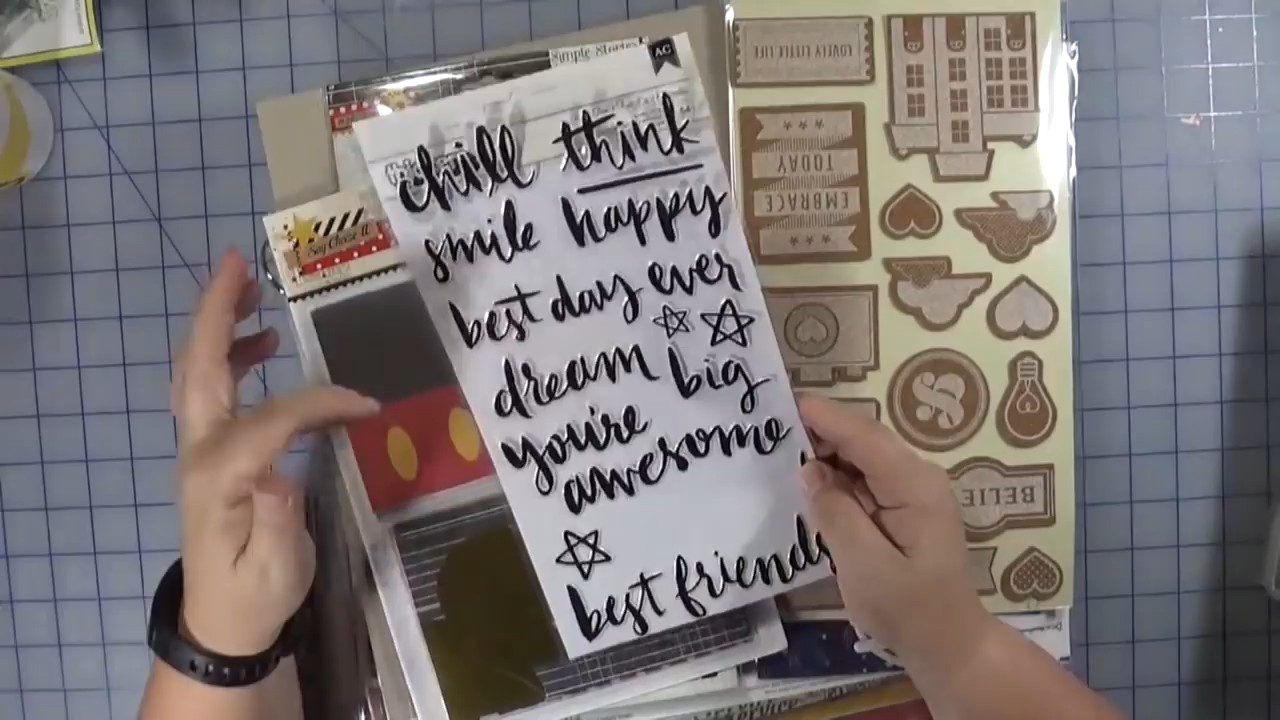 Simple Stories
AC
chill think
smile happy
best day ever
dream big
you're
awesome
best friends
Say Cheese II
LOVELY LITTLE LIFE
EMBRACE
TODAY